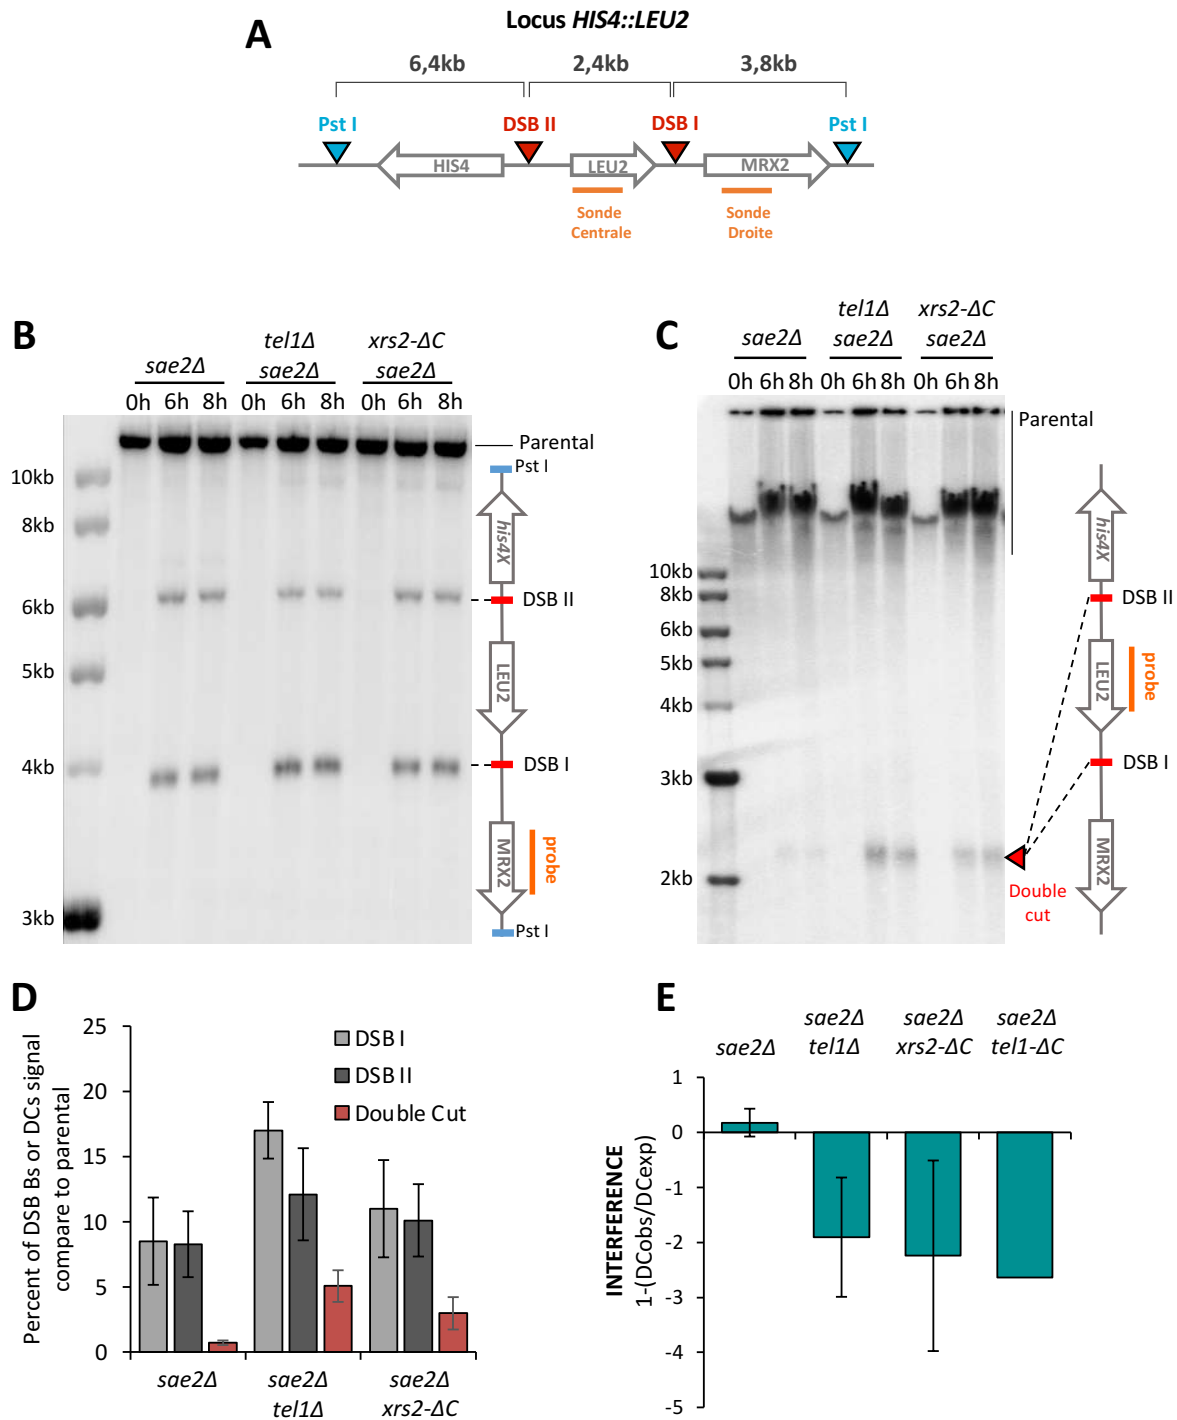 A
Locus HIS4::LEU2
6,4kb 2,4kb 3,8kb
Pst I DSB II DSB I Pst I
HIS4 LEU2 MRX2
Sonde Centrale
Sonde Droite
B
sae2Δ
tel1Δ sae2Δ
xrs2-ΔC sae2Δ
0h 6h 8h 0h 6h 8h 0h 6h 8h
10kb
8kb
6kb
5kb
4kb
3kb
Parental
Pst I
his4X
DSB II
LEU2
DSB I
MRX2
probe
Pst I
C
sae2Δ
tel1Δ sae2Δ
xrs2-ΔC sae2Δ
0h 6h 8h 0h 6h 8h 0h 6h 8h
10kb
8kb
6kb
5kb
4kb
3kb
2kb
Parental
his4X
DSB II
LEU2
probe
DSB I
MRX2
Double cut
D
Percent of DSB Bs or DCs signal compare to parental
25
20
15
10
5
0
DSB I
DSB II
Double Cut
sae2Δ
sae2Δ tel1Δ
sae2Δ xrs2-ΔC
E
sae2Δ
sae2Δ tel1Δ
sae2Δ xrs2-ΔC
sae2Δ tel1-ΔC
INTERFERENCE
1-(DCobs/DCexp)
1
0
-1
-2
-3
-4
-5